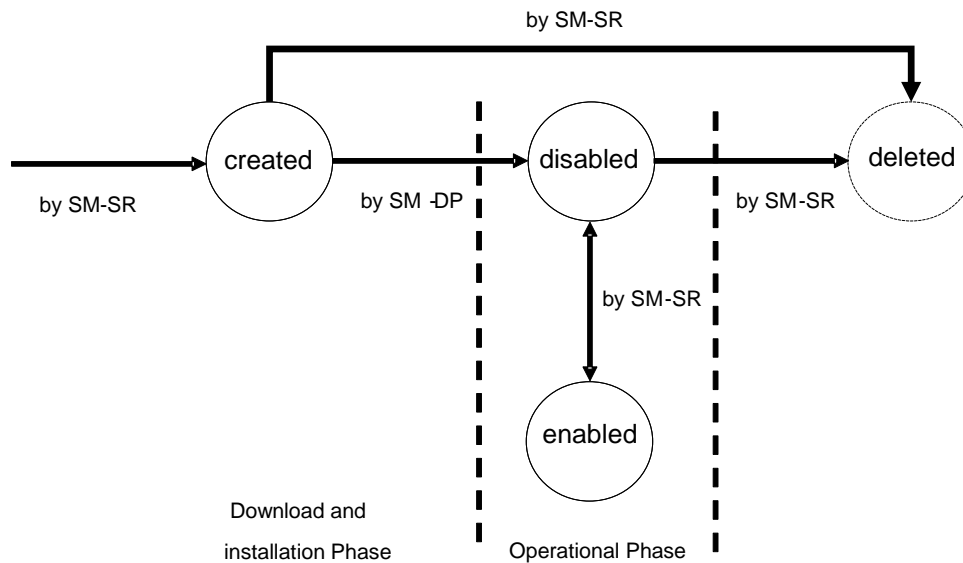 by SM-SR
created
disabled
deleted
by SM-SR
by SM -DP
by SM-SR
by SM-SR
enabled
Download and
installation Phase
Operational Phase